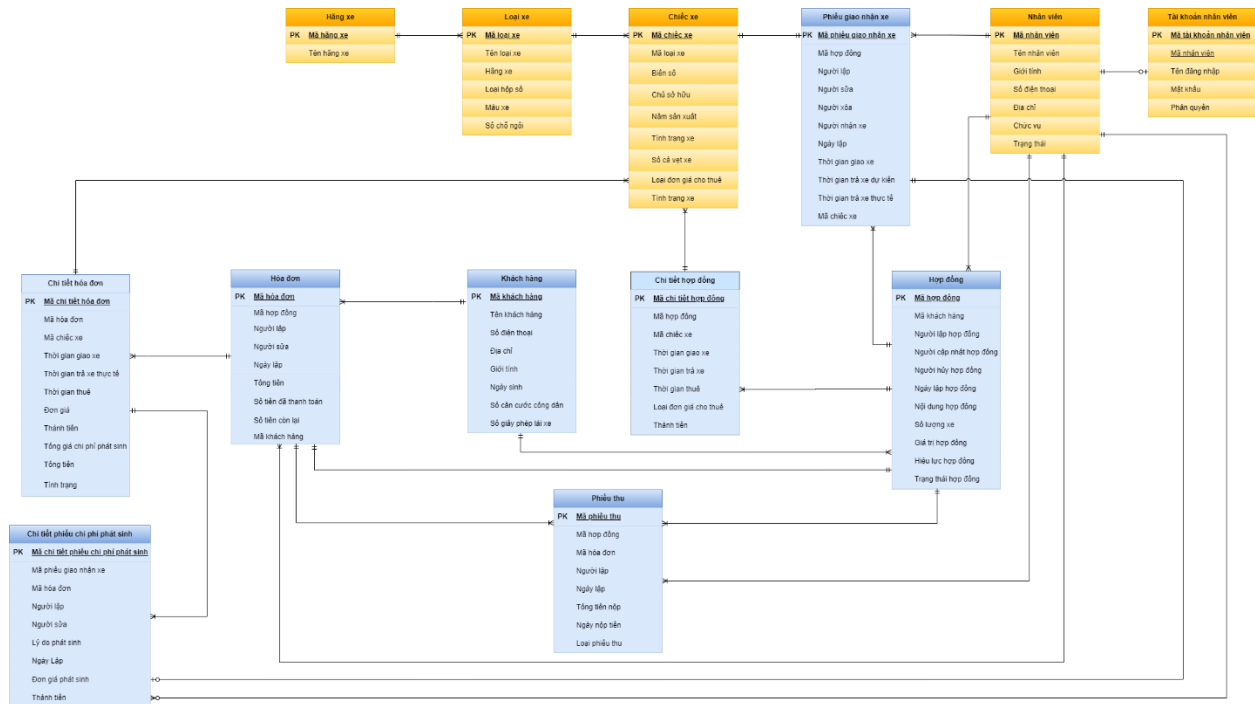 Hãng xe
PK Mã hãng xe
Tên hãng xe
Loại xe
PK Mã loại xe
Tên loại xe
Hãng xe
Loại hộp số
Màu xe
Số chỗ ngồi
Chiếc xe
PK Mã chiếc xe
Mã loại xe
Biển số
Chủ sở hữu
Năm sản xuất
Tình trạng xe
Số cà vẹt xe
Loại đơn giá cho thuê
Tình trạng xe
Phiếu giao nhận xe
PK Mã phiếu giao nhận xe
Mã hợp đồng
Người lập
Người sửa
Người xóa
Người nhận xe
Ngày lập
Thời gian giao xe
Thời gian trả xe dự kiến
Thời gian trả xe thực tế
Mã chiếc xe
Nhân viên
PK Mã nhân viên
Tên nhân viên
Giới tính
Số điện thoại
Địa chỉ
Chức vụ
Trạng thái
Tài khoản nhân viên
PK Mã tài khoản nhân viên
Mã nhân viên
Tên đăng nhập
Mật khẩu
Phân quyền
Chi tiết hóa đơn
PK Mã chi tiết hóa đơn
Mã hóa đơn
Mã chiếc xe
Thời gian giao xe
Thời gian trả xe thực tế
Thời gian thuê
Đơn giá
Thành tiền
Tổng giá chi phí phát sinh
Tổng tiền
Tình trạng
Hóa đơn
PK Mã hóa đơn
Mã hợp đồng
Người lập
Người sửa
Ngày lập
Tổng tiền
Số tiền đã thanh toán
Số tiền còn lại
Mã khách hàng
Khách hàng
PK Mã khách hàng
Tên khách hàng
Số điện thoại
Địa chỉ
Giới tính
Ngày sinh
Số căn cước công dân
Số giấy phép lái xe
Chi tiết hợp đồng
PK Mã chi tiết hợp đồng
Mã hợp đồng
Mã chiếc xe
Thời gian giao xe
Thời gian trả xe
Thời gian thuê
Loại đơn giá cho thuê
Thành tiền
Hợp đồng
PK Mã hợp đồng
Mã khách hàng
Người lập hợp đồng
Người cập nhật hợp đồng
Người hủy hợp đồng
Ngày lập hợp đồng
Nội dung hợp đồng
Số lượng xe
Giá trị hợp đồng
Hiệu lực hợp đồng
Trạng thái hợp đồng
Phiếu thu
PK Mã phiếu thu
Mã hợp đồng
Mã hóa đơn
Người lập
Ngày lập
Tổng tiền nộp
Ngày nộp tiền
Loại phiếu thu
Chi tiết phiếu chi phí phát sinh
PK Mã chi tiết phiếu chi phí phát sinh
Mã phiếu giao nhận xe
Mã hóa đơn
Người lập
Người sửa
Lý do phát sinh
Ngày Lập
Đơn giá phát sinh
Thành tiền